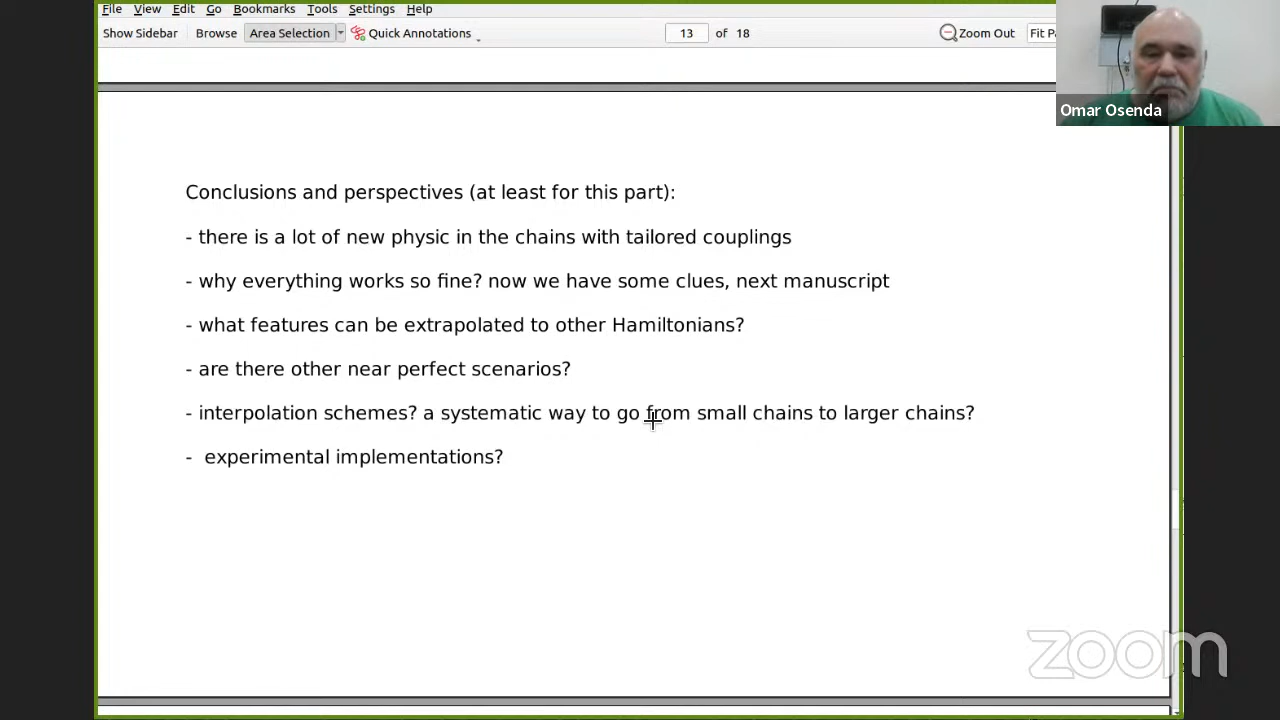 File View Edit Go Bookmarks Tools Settings Help
Show Sidebar Browse Area Selection Quick Annotations 13 of 18 Zoom Out Fit Pa
Omar Osenda
Conclusions and perspectives (at least for this part):
- there is a lot of new physic in the chains with tailored couplings
- why everything works so fine? now we have some clues, next manuscript
- what features can be extrapolated to other Hamiltonians?
- are there other near perfect scenarios?
- interpolation schemes? a systematic way to go from small chains to larger chains?
- experimental implementations?
zoom